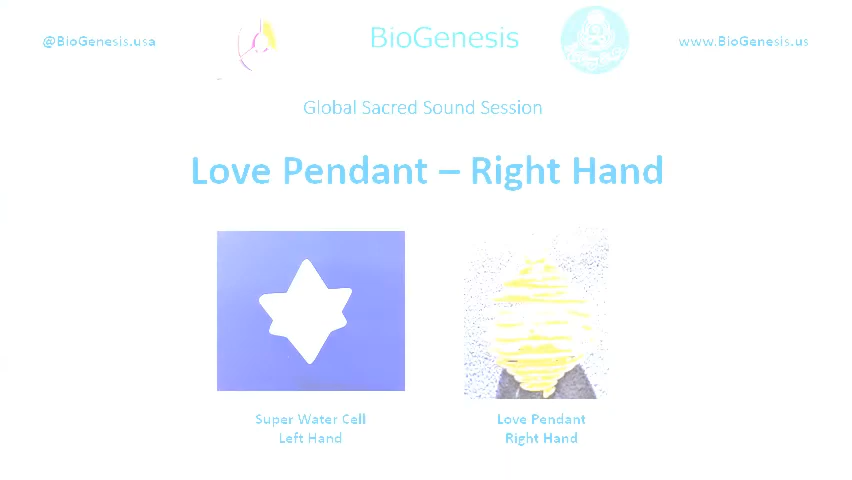 @BioGenesis.usa
BioGenesis
www.BioGenesis.us
Global Sacred Sound Session
Love Pendant – Right Hand
Super Water Cell
Left Hand
Love Pendant
Right Hand